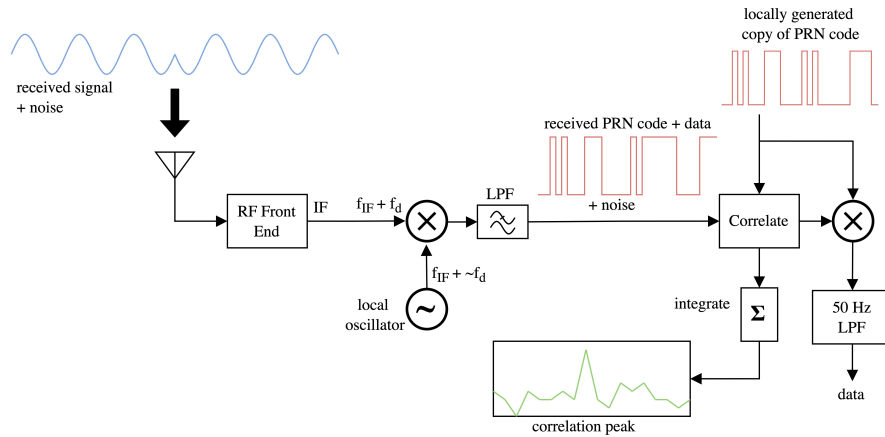 locally generated
copy of PRN code
received signal
+ noise
received PRN code + data
LPF
+ noise
RF Front
End
IF
f_IF + f_d
Correlate
f_IF + ~f_d
local
oscillator
integrate
Σ
50 Hz
LPF
data
correlation peak